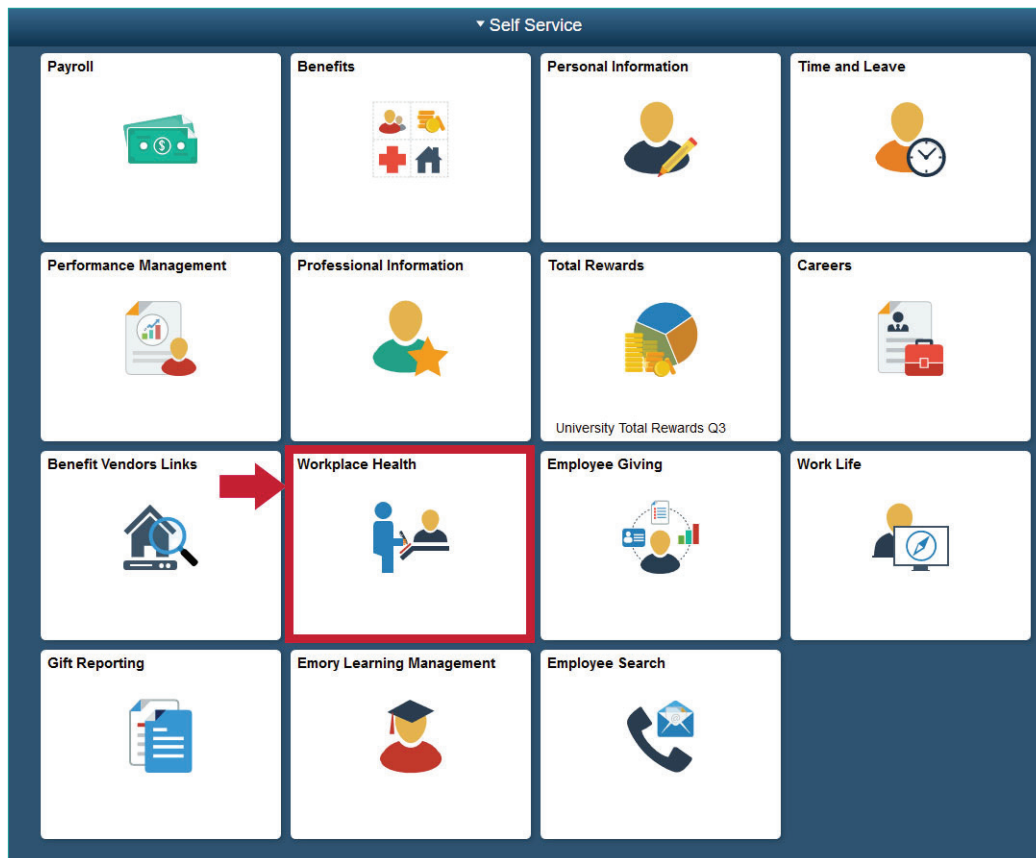 Self Service
Payroll
Benefits
Personal Information
Time and Leave
Performance Management
Professional Information
Total Rewards
University Total Rewards Q3
Careers
Benefit Vendors Links
Workplace Health
Employee Giving
Work Life
Gift Reporting
Emory Learning Management
Employee Search